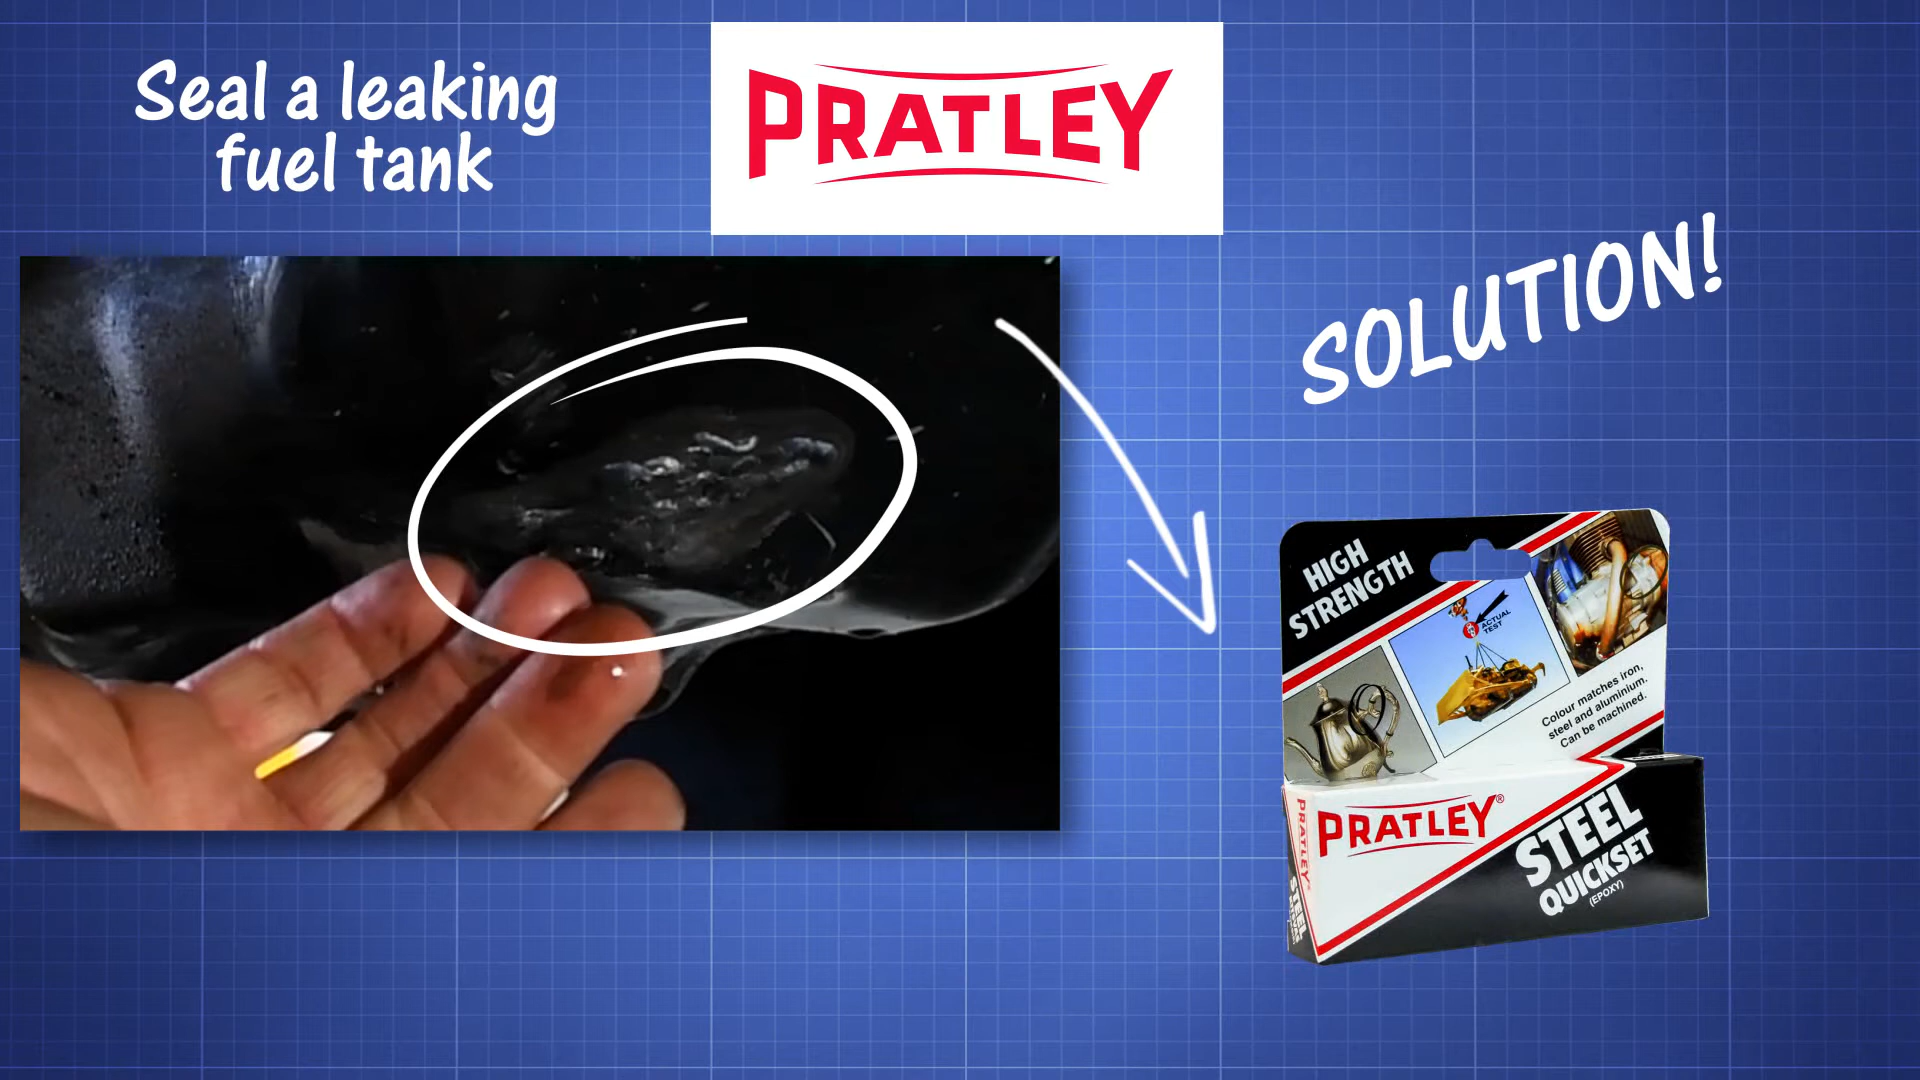 Seal a leaking
fuel tank
PRATLEY
SOLUTION!
HIGH
STRENGTH
ACTUAL
TEST
Colour matches iron,
steel and aluminium.
Can be machined.
PRATLEY®
STEEL
QUICKSET
(EPOXY)
PRATLEY
STEEL